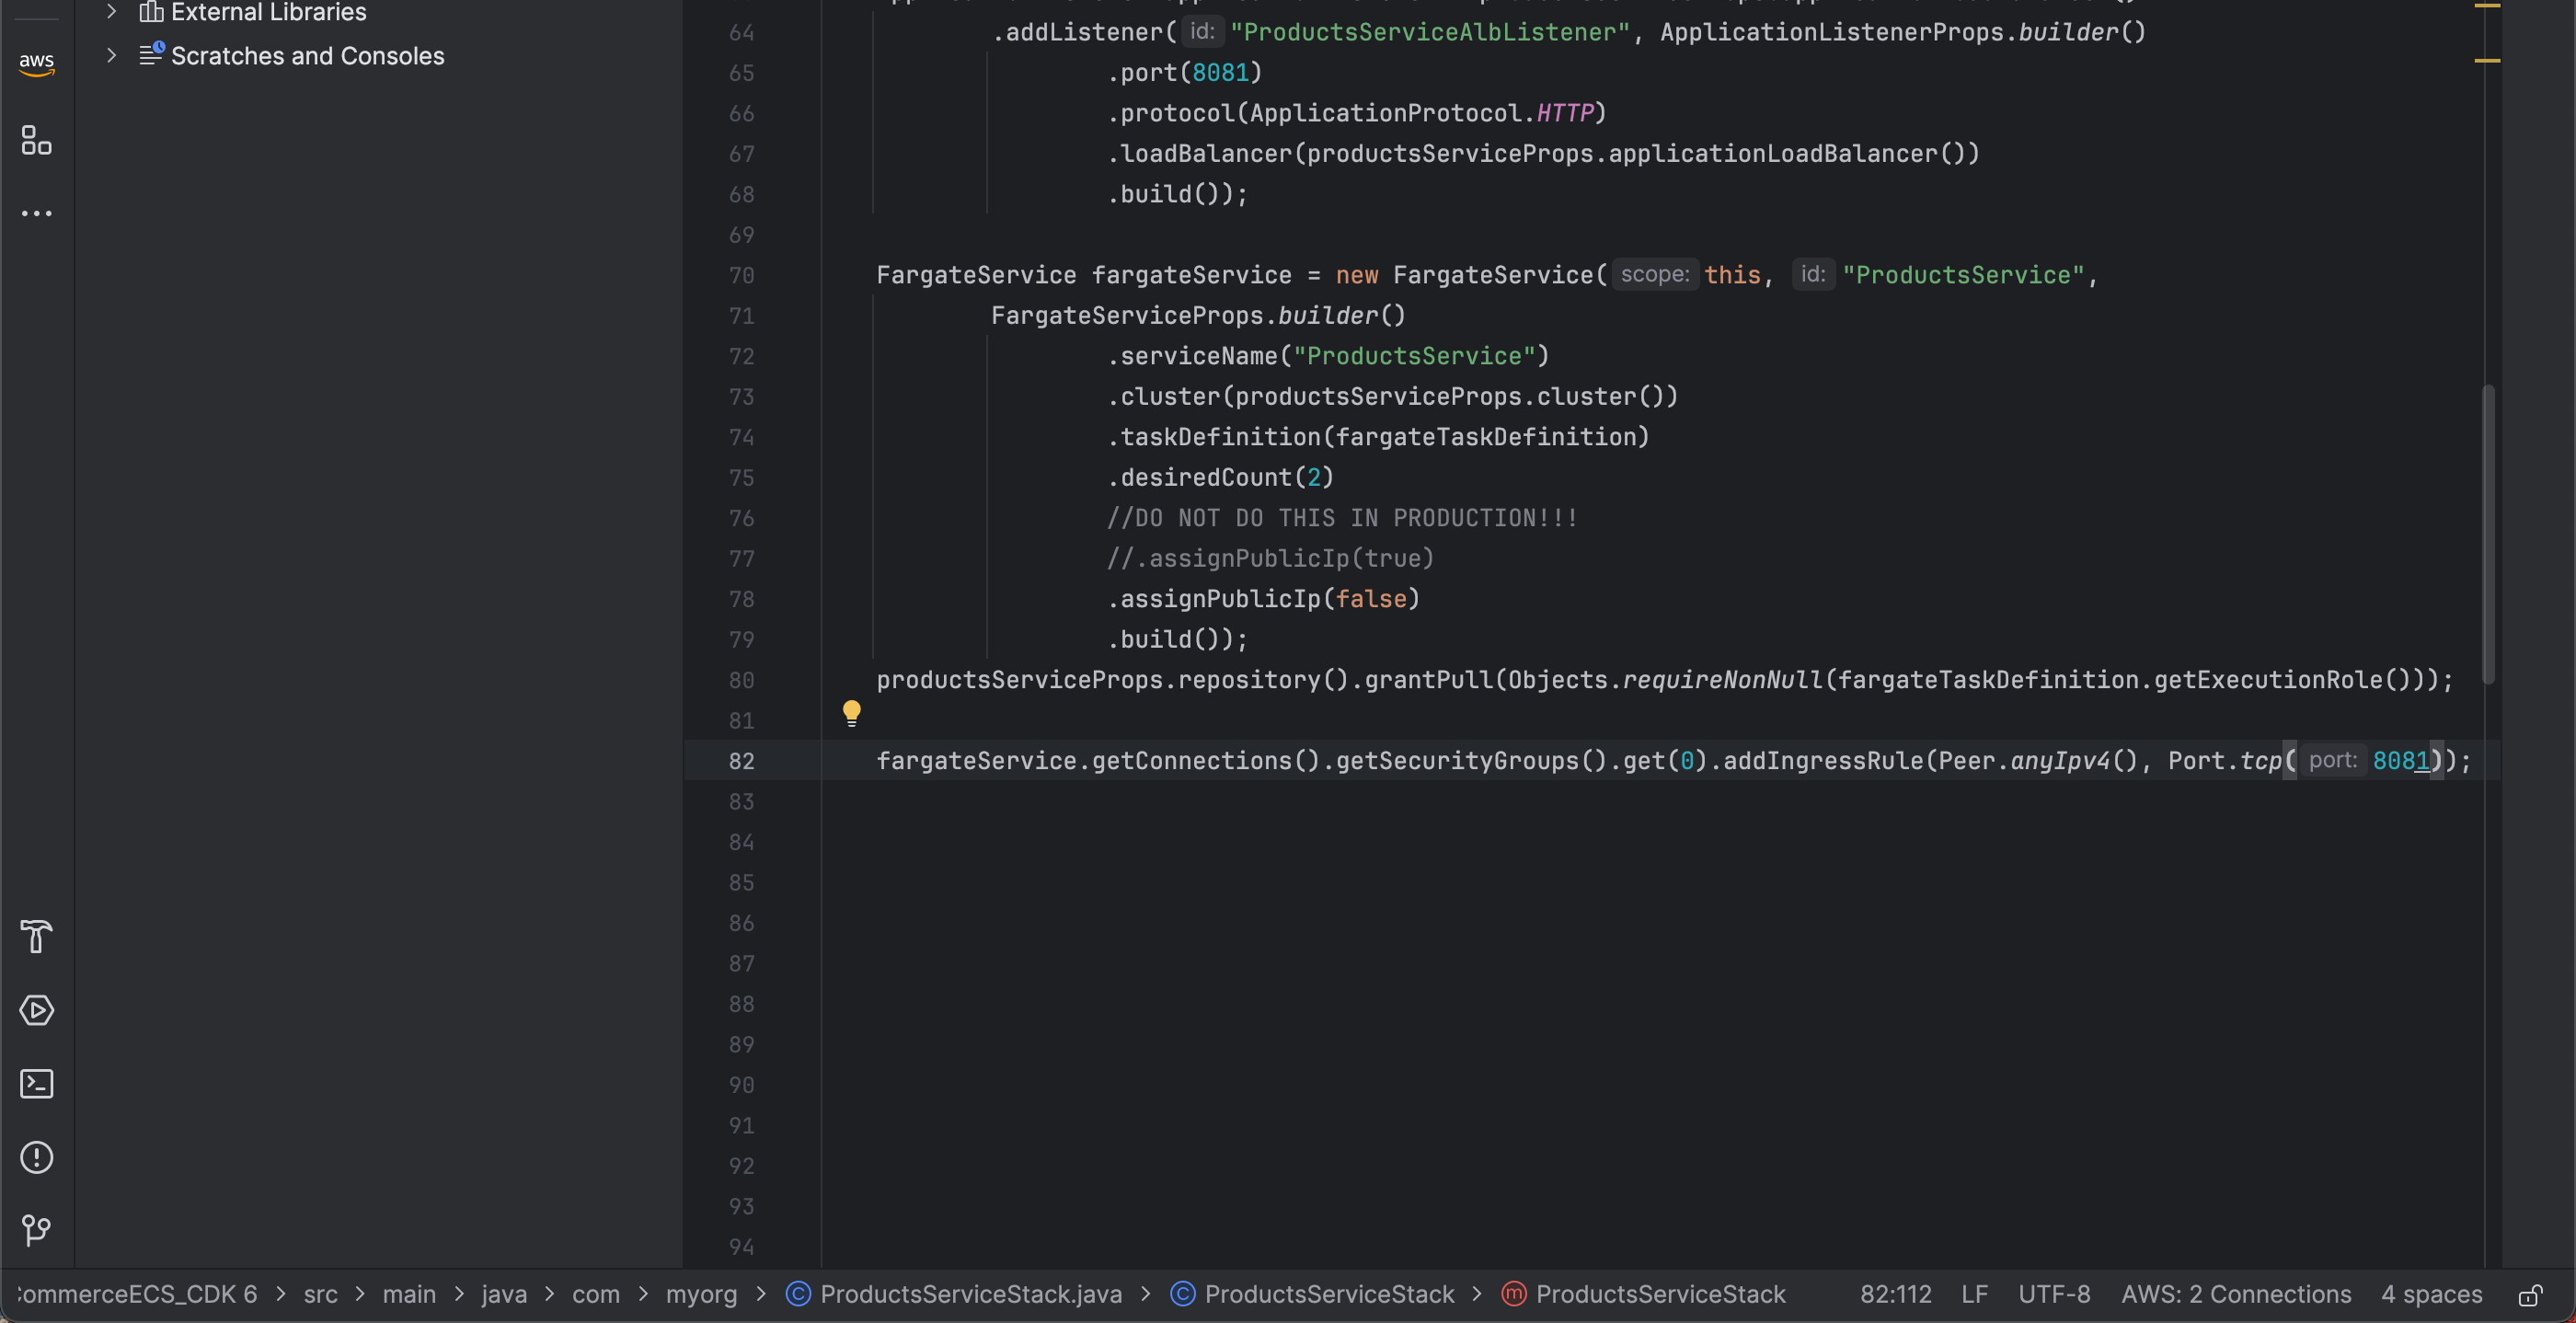 External Libraries
aws
Scratches and Consoles
64 .addListener( id: "ProductsServiceAlbListener", ApplicationListenerProps.builder()
65 .port(8081)
66 .protocol(ApplicationProtocol.HTTP)
67 .loadBalancer(productsServiceProps.applicationLoadBalancer())
68 .build());
69
70 FargateService fargateService = new FargateService( scope: this, id: "ProductsService",
71 FargateServiceProps.builder()
72 .serviceName("ProductsService")
73 .cluster(productsServiceProps.cluster())
74 .taskDefinition(fargateTaskDefinition)
75 .desiredCount(2)
76 //DO NOT DO THIS IN PRODUCTION!!!
77 //.assignPublicIp(true)
78 .assignPublicIp(false)
79 .build());
80 productsServiceProps.repository().grantPull(Objects.requireNonNull(fargateTaskDefinition.getExecutionRole()));
81
82 fargateService.getConnections().getSecurityGroups().get(0).addIngressRule(Peer.anyIpv4(), Port.tcp( port: 8081));
83
84
85
86
87
88
89
90
91
92
93
94
ommerceECS_CDK 6 > src > main > java > com > myorg > ProductsServiceStack.java > ProductsServiceStack > ProductsServiceStack 82:112 LF UTF-8 AWS: 2 Connections 4 spaces